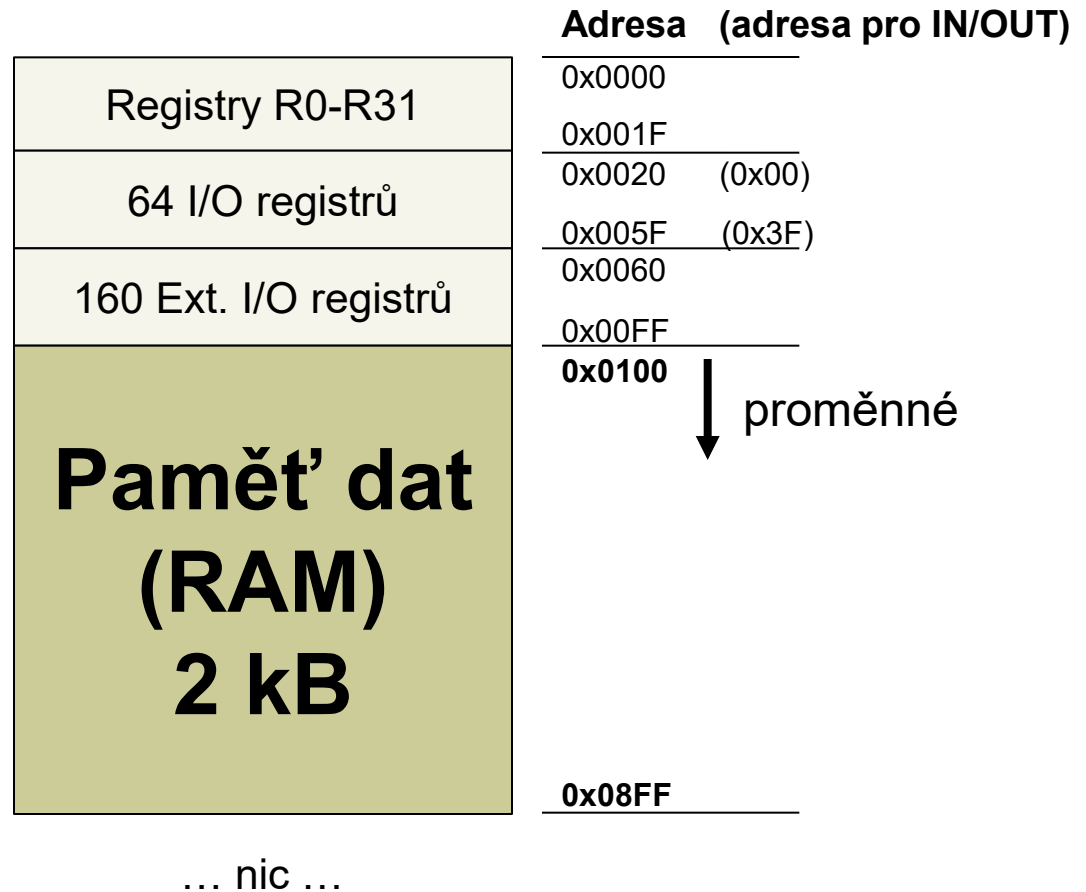 Adresa (adresa pro IN/OUT)
Registry R0-R31
0x0000
0x001F
64 I/O registrů
0x0020 (0x00)
0x005F (0x3F)
160 Ext. I/O registrů
0x0060
0x00FF
0x0100
proměnné
Paměť dat
(RAM)
2 kB
0x08FF
… nic …